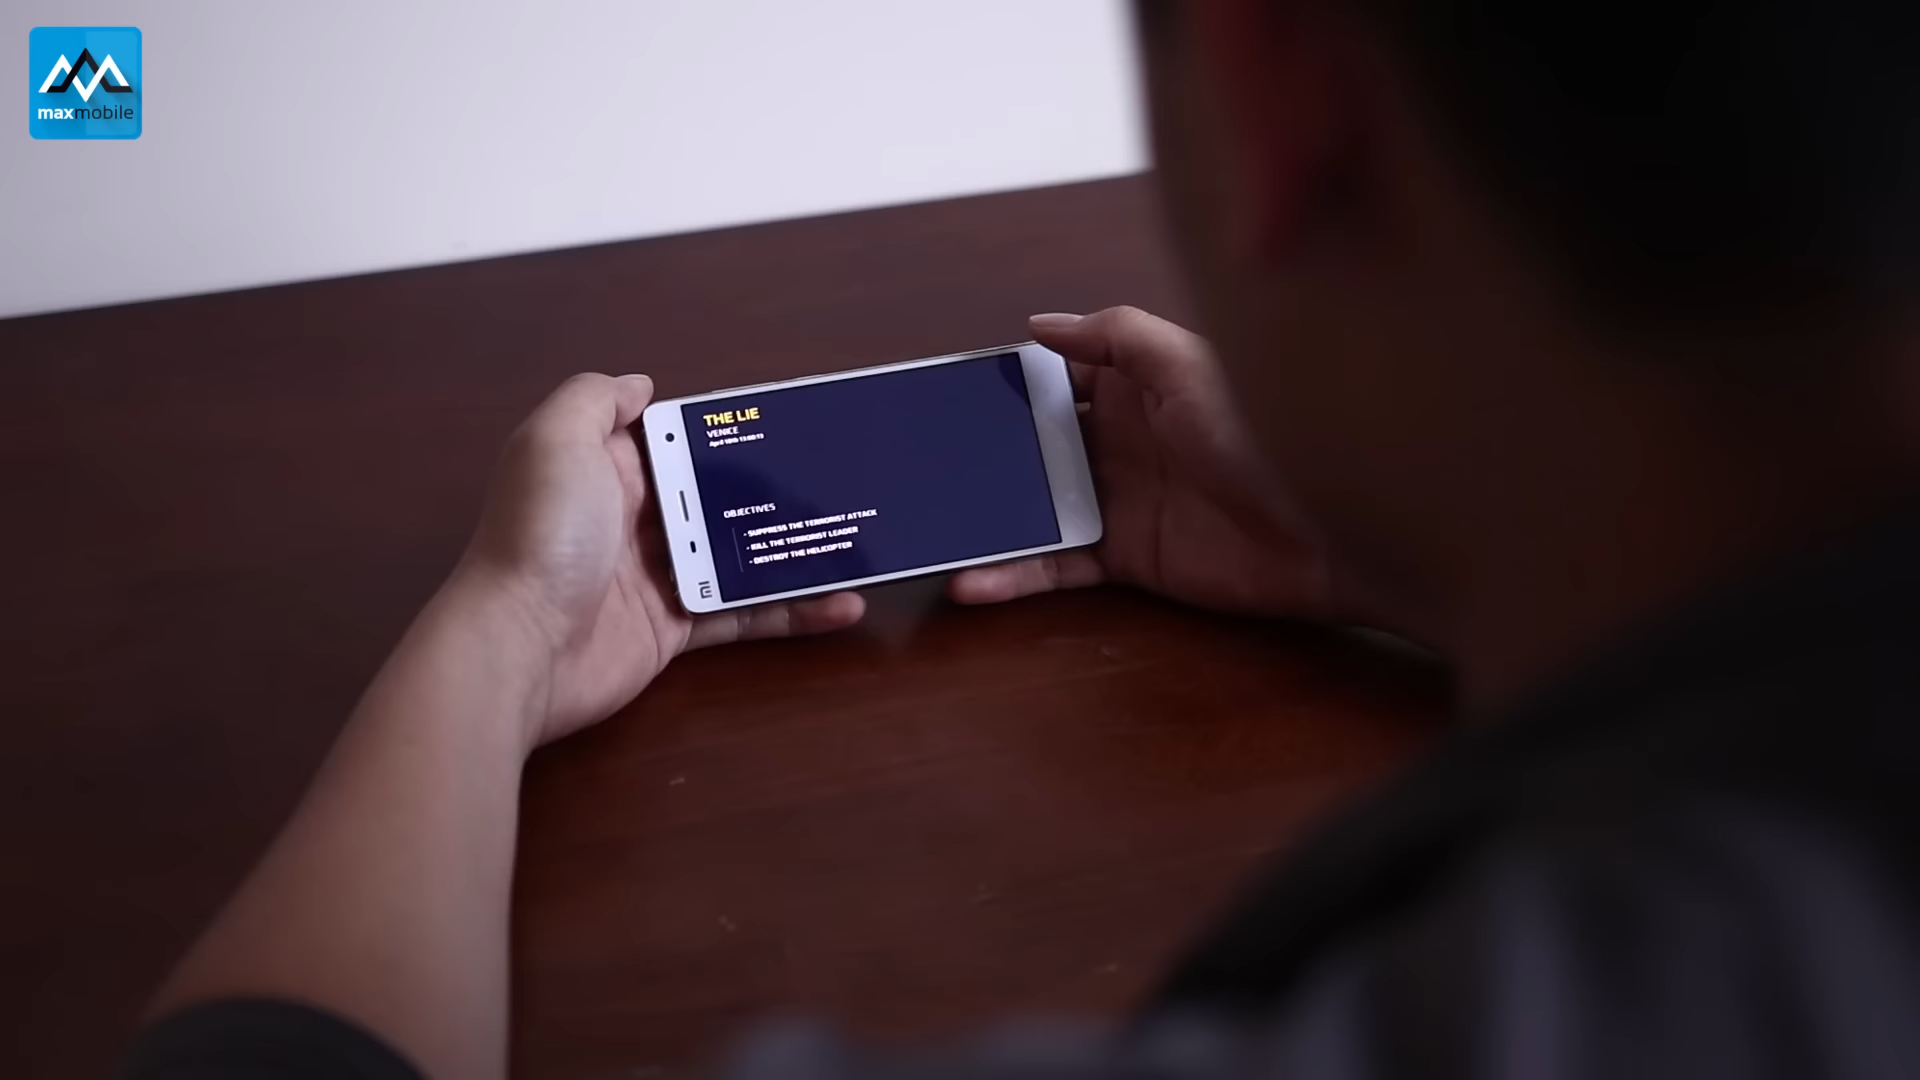 maxmobile
THE LIE
VENICE
OBJECTIVES
- SUPPRESS THE TERRORIST ATTACK
- KILL THE TERRORIST LEADER
- DESTROY THE HELICOPTER